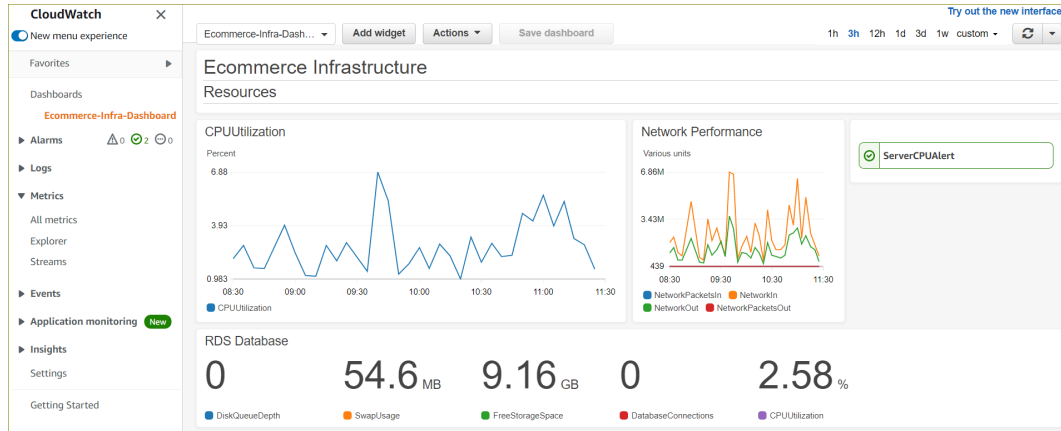 CloudWatch
New menu experience
Favorites
Dashboards
Ecommerce-Infra-Dashboard
Alarms 0 2 0
Logs
Metrics
All metrics
Explorer
Streams
Events
Application monitoring New
Insights
Settings
Getting Started
Try out the new interface
Ecommerce-Infra-Dash... Add widget Actions Save dashboard 1h 3h 12h 1d 3d 1w custom
Ecommerce Infrastructure
Resources
CPUUtilization
Percent
6.88
3.93
0.983
08:30 09:00 09:30 10:00 10:30 11:00 11:30
CPUUtilization
Network Performance
Various units
6.86M
3.43M
439
08:30 09:30 10:30 11:30
NetworkPacketsIn NetworkIn
NetworkOut NetworkPacketsOut
ServerCPUAlert
RDS Database
0 54.6 MB 9.16 GB 0 2.58 %
DiskQueueDepth SwapUsage FreeStorageSpace DatabaseConnections CPUUtilization